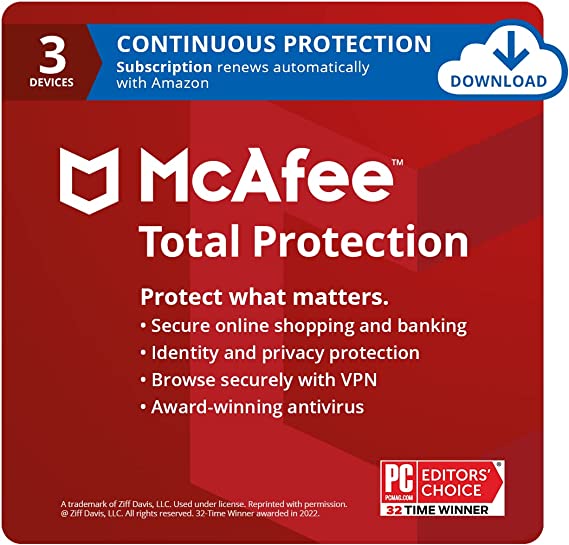 3
DEVICES
CONTINUOUS PROTECTION
Subscription renews automatically
with Amazon
DOWNLOAD
McAfee™
Total Protection
Protect what matters.
• Secure online shopping and banking
• Identity and privacy protection
• Browse securely with VPN
• Award-winning antivirus
PC
PCMAG.COM
EDITORS'
CHOICE
®
32 TIME WINNER
A trademark of Ziff Davis, LLC. Used under license. Reprinted with permission.
@ Ziff Davis, LLC. All rights reserved. 32-Time Winner awarded in 2022.